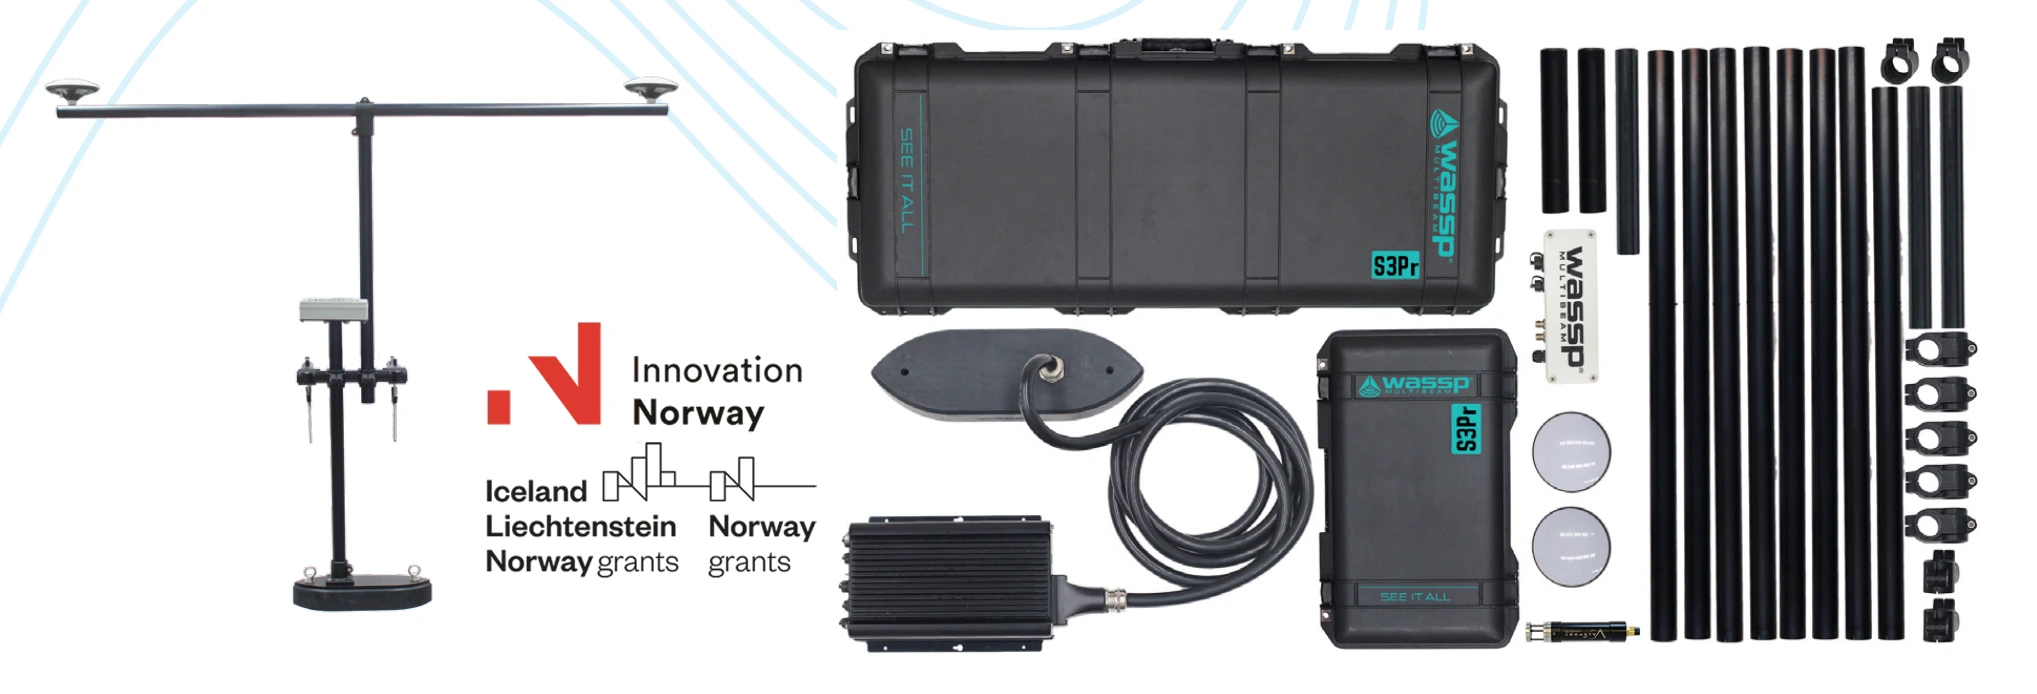 Innovation
Norway
Iceland
Liechtenstein
Norway grants
Norway
grants
SEE IT ALL
wassp
MULTIBEAM
S3Pr
wassp
MULTIBEAM
S3Pr
SEE IT ALL
wassp
MULTIBEAM